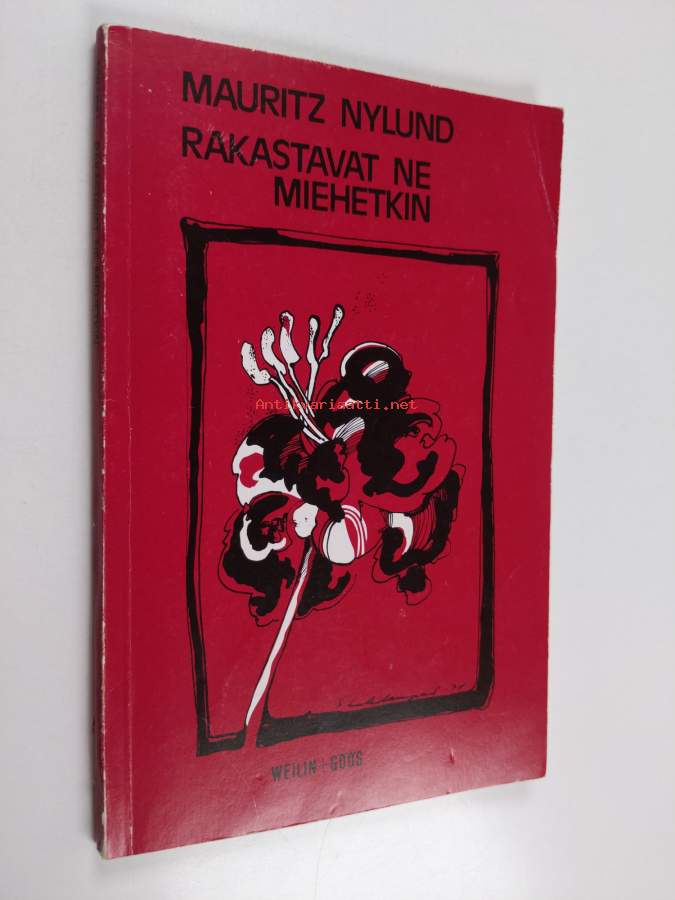 MAURITZ NYLUND
RAKASTAVAT NE
MIEHETKIN
Antikvariaatti.net
WEILIN+GÖÖS